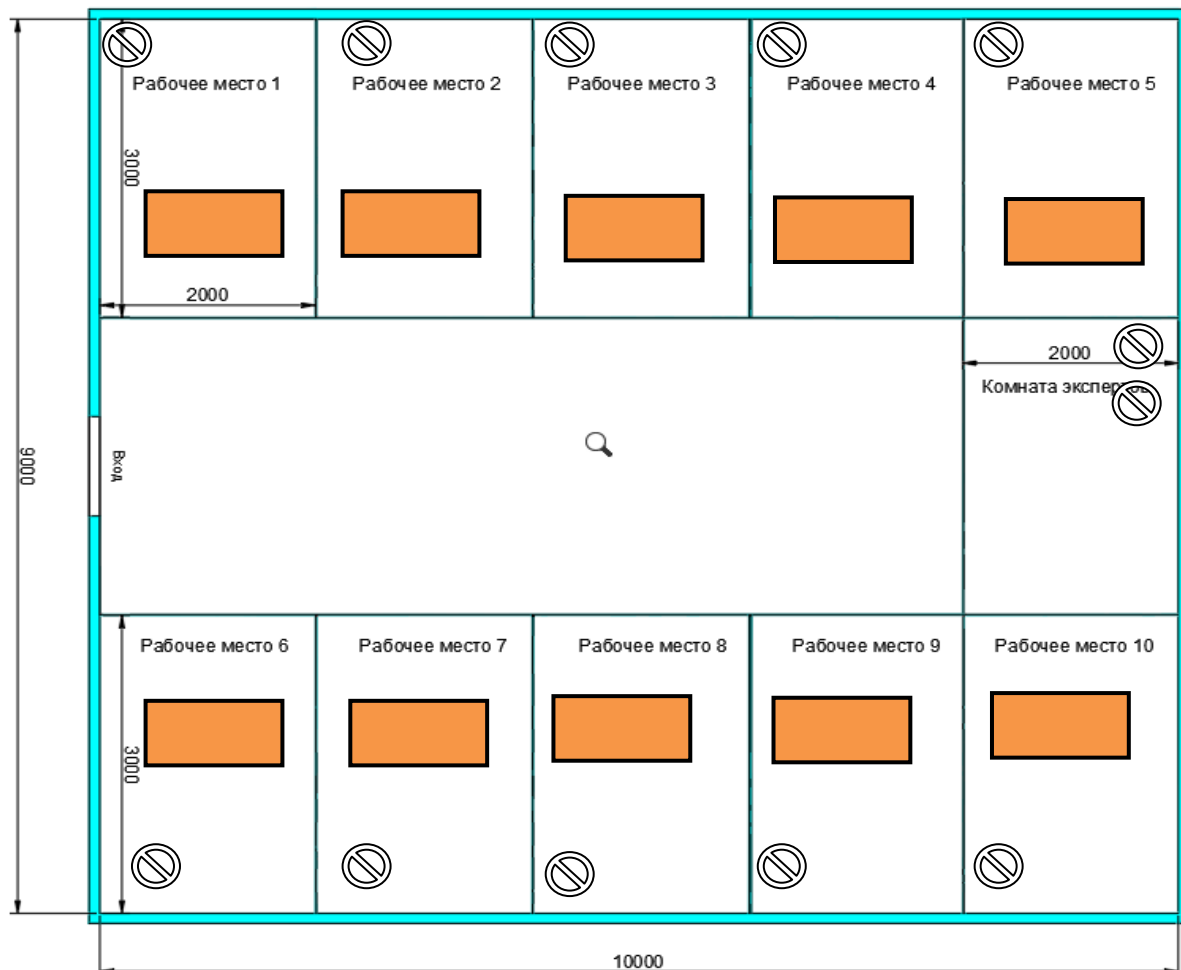 Рабочее место 1
Рабочее место 2
Рабочее место 3
Рабочее место 4
Рабочее место 5
3000
2000
2000
Комната экспертов
9000
Вход
Рабочее место 6
Рабочее место 7
Рабочее место 8
Рабочее место 9
Рабочее место 10
3000
10000